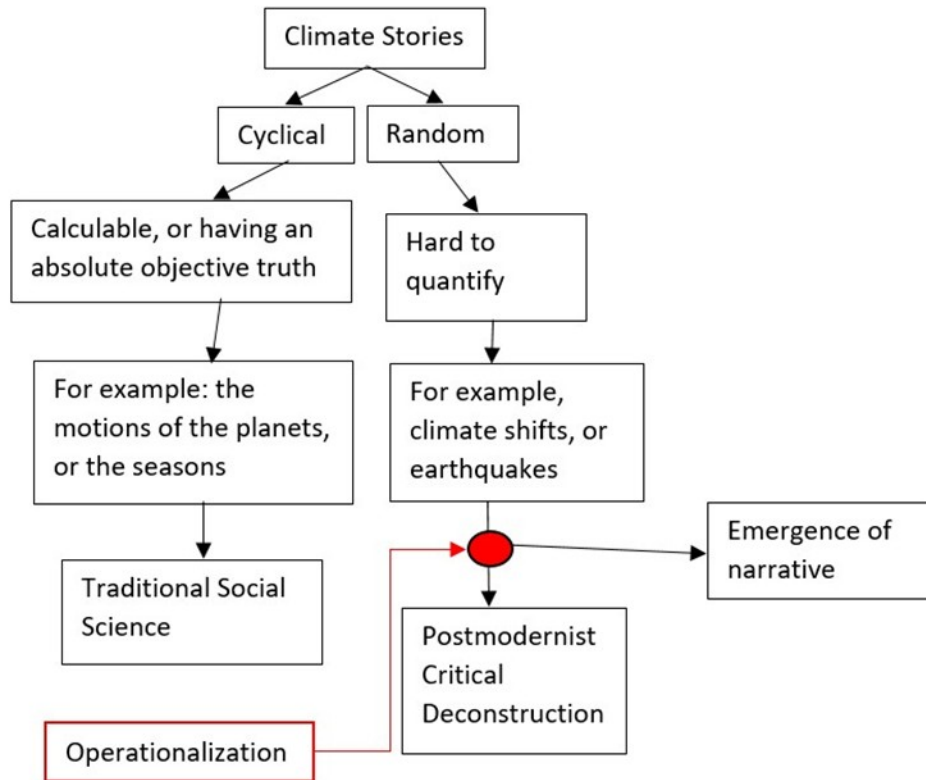 Climate Stories
Cyclical
Random
Calculable, or having an
absolute objective truth
Hard to
quantify
For example: the
motions of the planets,
or the seasons
For example,
climate shifts, or
earthquakes
Emergence of
narrative
Traditional Social
Science
Postmodernist
Critical
Deconstruction
Operationalization